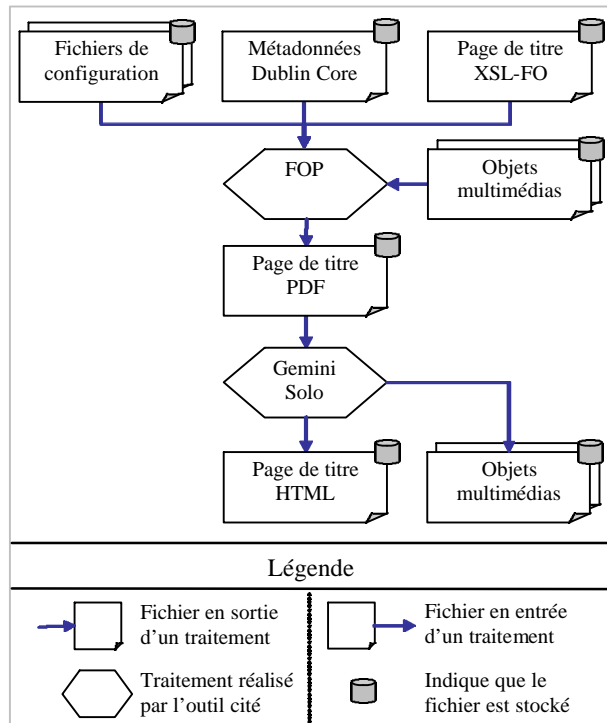 Fichiers de
configuration
Métadonnées
Dublin Core
Page de titre
XSL-FO
FOP
Objets
multimédias
Page de titre
PDF
Gemini
Solo
Page de titre
HTML
Objets
multimédias
Légende
Fichier en sortie
d'un traitement
Fichier en entrée
d'un traitement
Traitement réalisé
par l'outil cité
Indique que le
fichier est stocké